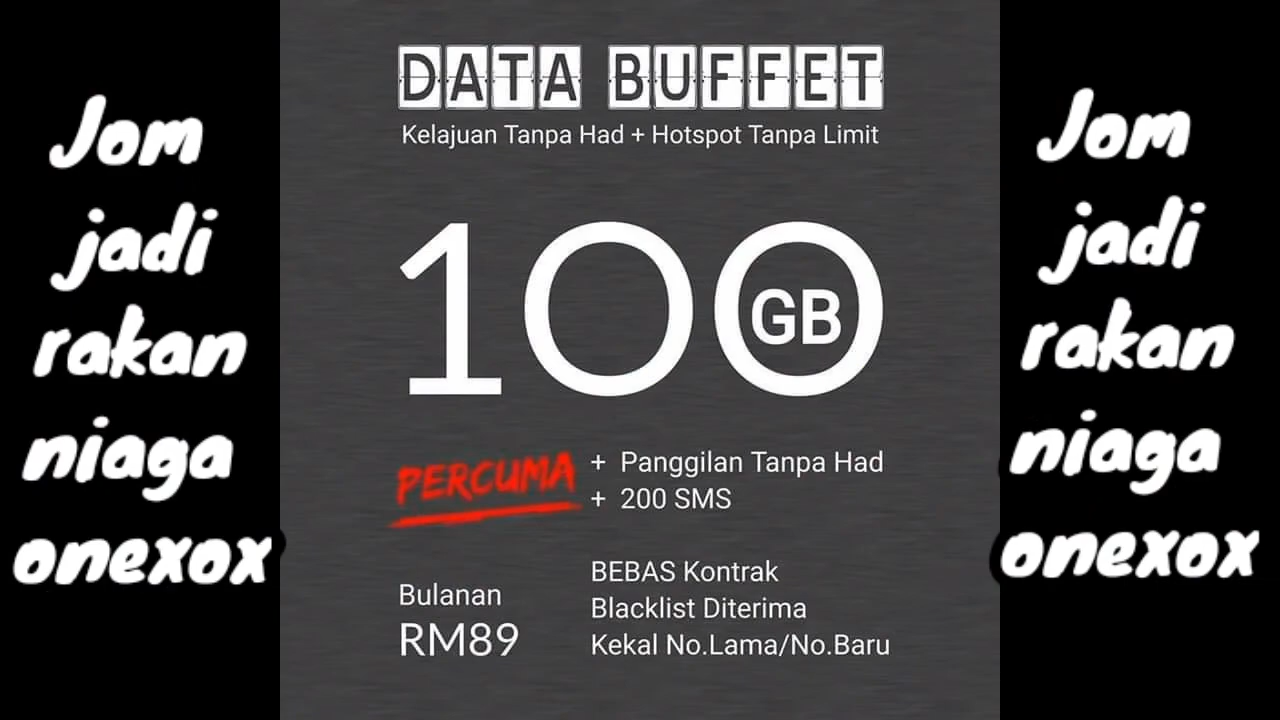 Jom
jadi
rakan
niaga
onexox
DATA BUFFET
Kelajuan Tanpa Had + Hotspot Tanpa Limit
100 GB
PERCUMA
+ Panggilan Tanpa Had
+ 200 SMS
Bulanan
RM89
BEBAS Kontrak
Blacklist Diterima
Kekal No.Lama/No.Baru
Jom
jadi
rakan
niaga
onexox